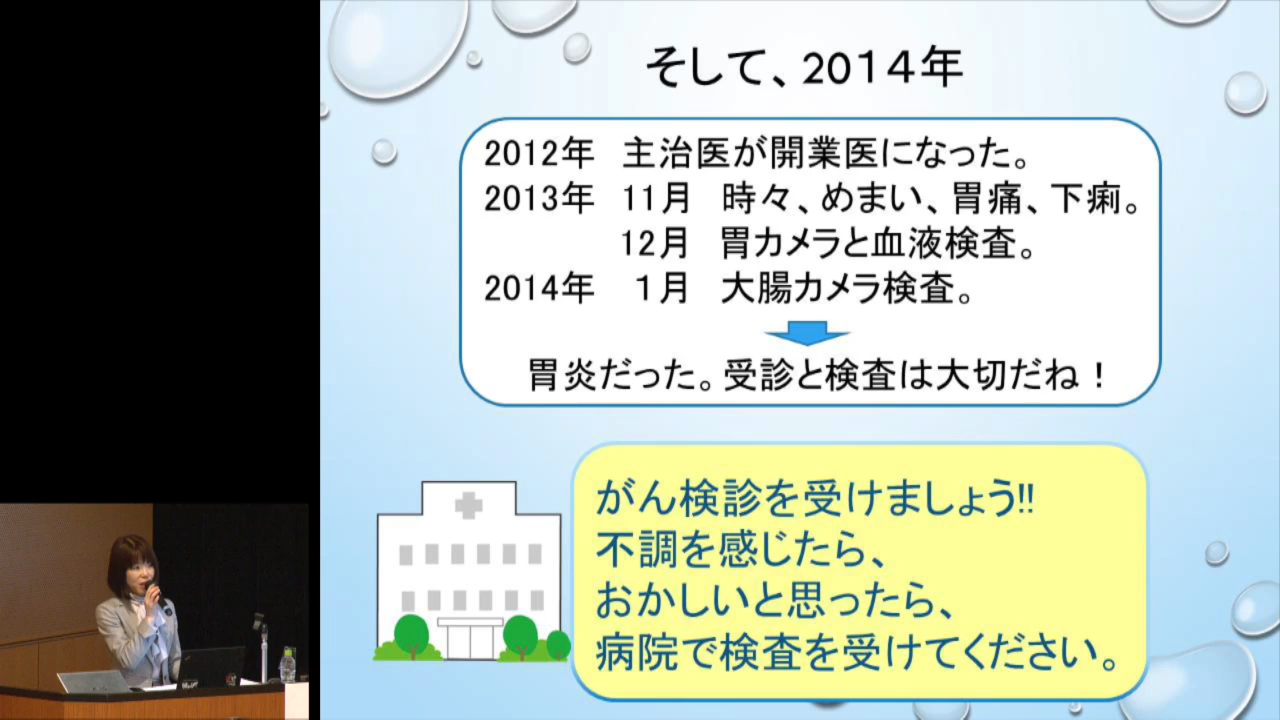 そして、2014年
2012年　主治医が開業医になった。
2013年　11月　時々、めまい、胃痛、下痢。
12月　胃カメラと血液検査。
2014年　1月　大腸カメラ検査。
胃炎だった。受診と検査は大切だね！
がん検診を受けましょう!!
不調を感じたら、
おかしいと思ったら、
病院で検査を受けてください。